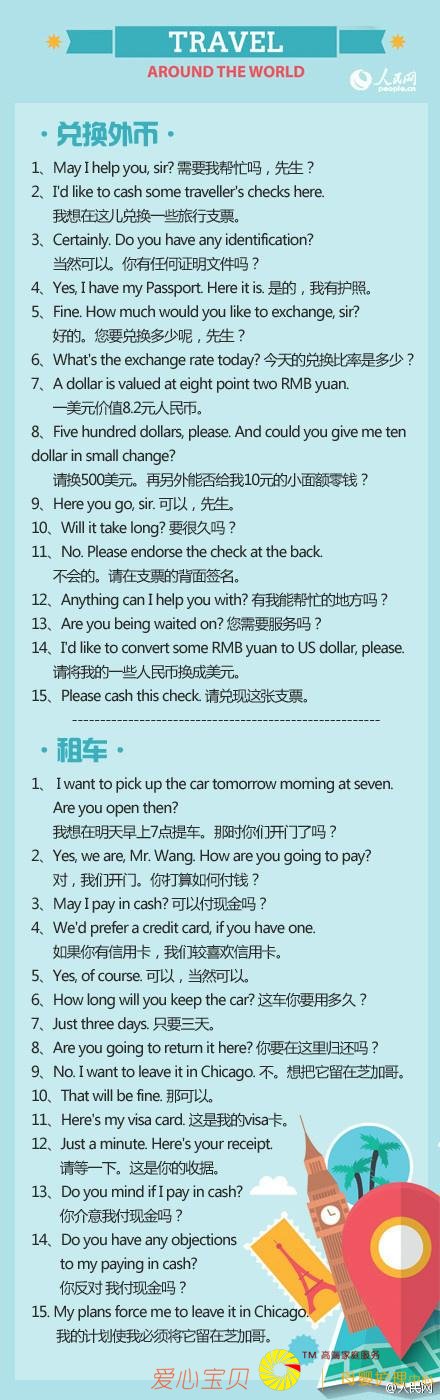 TRAVEL
AROUND THE WORLD
人民网
people.cn
·兑换外币·
1、May I help you, sir? 需要我帮忙吗，先生？
2、I'd like to cash some traveller's checks here.
我想在这儿兑换一些旅行支票。
3、Certainly. Do you have any identification?
当然可以。你有任何证明文件吗？
4、Yes, I have my Passport. Here it is. 是的，我有护照。
5、Fine. How much would you like to exchange, sir?
好的。您要兑换多少呢，先生？
6、What's the exchange rate today? 今天的兑换比率是多少？
7、A dollar is valued at eight point two RMB yuan.
一美元价值8.2元人民币。
8、Five hundred dollars, please. And could you give me ten
dollar in small change?
请换500美元。再另外能否给我10元的小面额零钱？
9、Here you go, sir. 可以，先生。
10、Will it take long? 要很久吗？
11、No. Please endorse the check at the back.
不会的。请在支票的背面签名。
12、Anything can I help you with? 有我能帮忙的地方吗？
13、Are you being waited on? 您需要服务吗？
14、I'd like to convert some RMB yuan to US dollar, please.
请将我的一些人民币换成美元。
15、Please cash this check. 请兑现这张支票。
·租车·
1、 I want to pick up the car tomorrow morning at seven.
Are you open then?
我想在明天早上7点提车。那时你们开门了吗？
2、Yes, we are, Mr. Wang. How are you going to pay?
对，我们开门。你打算如何付钱？
3、May I pay in cash? 可以付现金吗？
4、We'd prefer a credit card, if you have one.
如果你有信用卡，我们较喜欢信用卡。
5、Yes, of course. 可以，当然可以。
6、How long will you keep the car? 这车你要用多久？
7、Just three days. 只要三天。
8、Are you going to return it here? 你要在这里归还吗？
9、No. I want to leave it in Chicago. 不。想把它留在芝加哥。
10、That will be fine. 那可以。
11、Here's my visa card. 这是我的visa卡。
12、Just a minute. Here's your receipt.
请等一下。这是你的收据。
13、Do you mind if I pay in cash?
你介意我付现金吗？
14、Do you have any objections
to my paying in cash?
你反对 我付现金吗？
15. My plans force me to leave it in Chicago.
我的计划使我必须将它留在芝加哥。
TM 高端家庭服务
爱心宝贝
@人民网